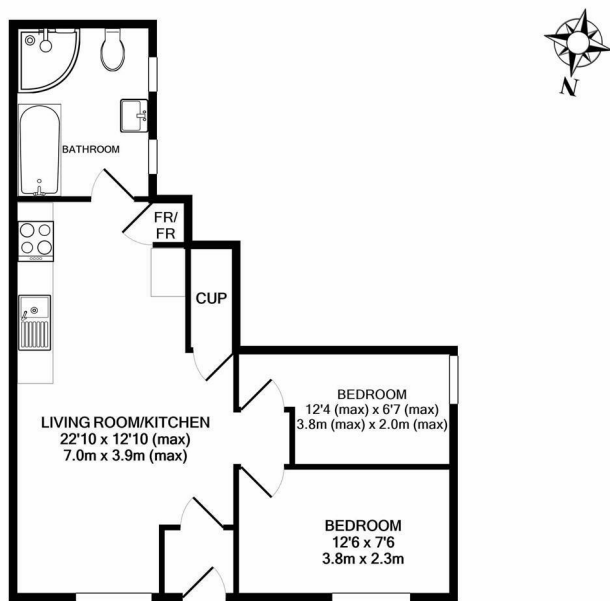 N
BATHROOM
FR/
FR
CUP
LIVING ROOM/KITCHEN
22'10 x 12'10 (max)
7.0m x 3.9m (max)
BEDROOM
12'4 (max) x 6'7 (max)
3.8m (max) x 2.0m (max)
BEDROOM
12'6 x 7'6
3.8m x 2.3m